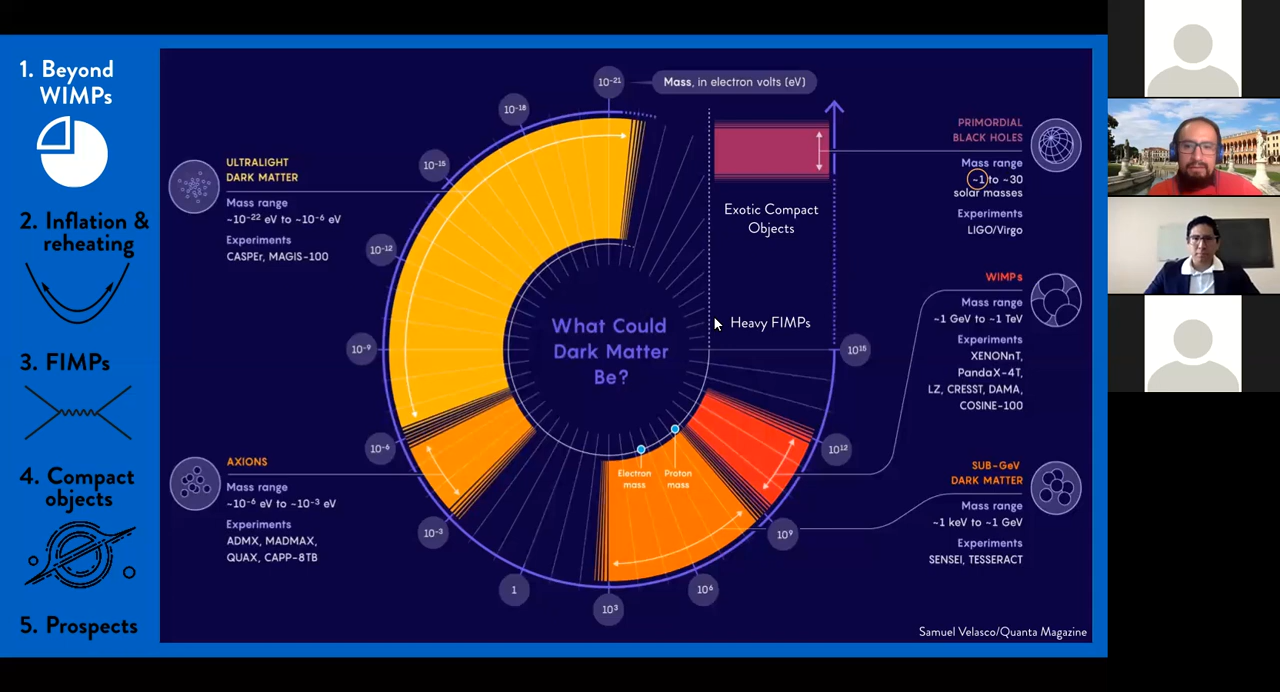 1. Beyond
WIMPs
2. Inflation &
reheating
3. FIMPs
4. Compact
objects
5. Prospects
10⁻²¹
Mass, in electron volts (eV)
10⁻¹⁸
10⁻¹⁵
10⁻¹²
10⁻⁹
10⁻⁶
10⁻³
1
10³
10⁶
10⁹
10¹²
10¹⁵
ULTRALIGHT
DARK MATTER
Mass range
~10⁻²² eV to ~10⁻⁶ eV
Experiments
CASPEr, MAGIS-100
AXIONS
Mass range
~10⁻⁶ eV to ~10⁻³ eV
Experiments
ADMX, MADMAX,
QUAX, CAPP-8TB
What Could
Dark Matter
Be?
Electron
mass
Proton
mass
Exotic Compact
Objects
Heavy FIMPs
PRIMORDIAL
BLACK HOLES
Mass range
~1 to ~30
solar masses
Experiments
LIGO/Virgo
WIMPs
Mass range
~1 GeV to ~1 TeV
Experiments
XENONnT,
PandaX-4T,
LZ, CRESST, DAMA,
COSINE-100
SUB-GeV
DARK MATTER
Mass range
~1 keV to ~1 GeV
Experiments
SENSEI, TESSERACT
Samuel Velasco/Quanta Magazine